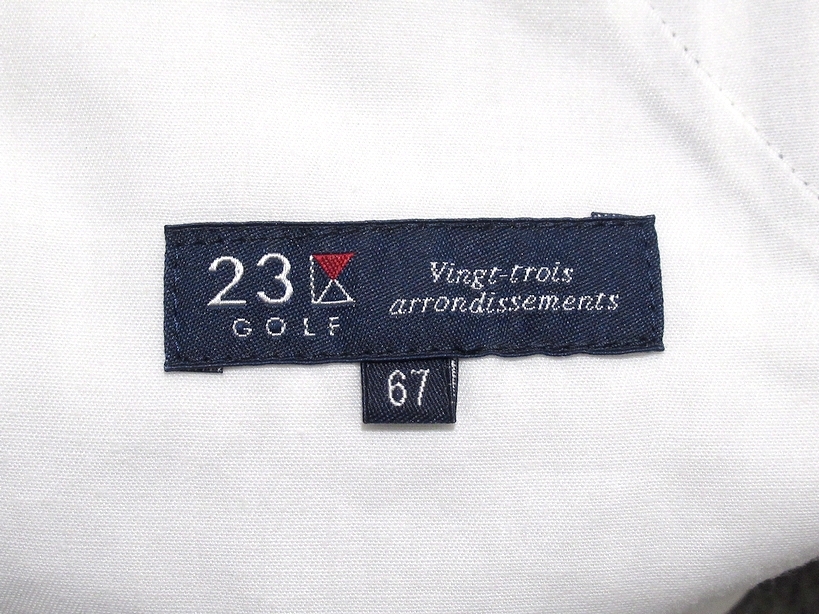 23
GOLF
Vingt-trois
arrondissements
67